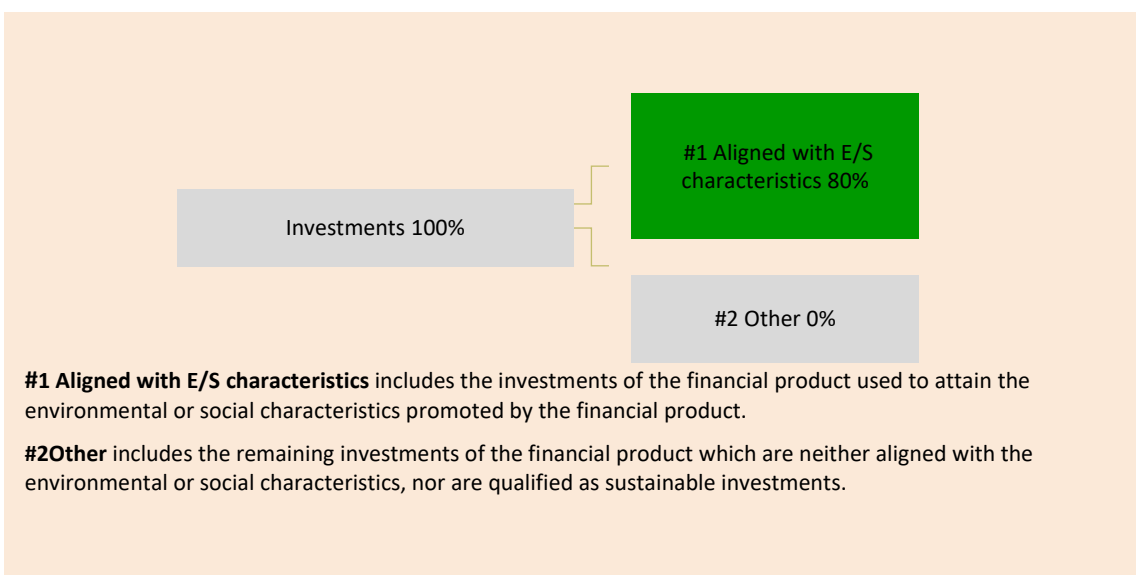 #1 Aligned with E/S
characteristics 80%
Investments 100%
#2 Other 0%
#1 Aligned with E/S characteristics includes the investments of the financial product used to attain the
environmental or social characteristics promoted by the financial product.
#2Other includes the remaining investments of the financial product which are neither aligned with the
environmental or social characteristics, nor are qualified as sustainable investments.